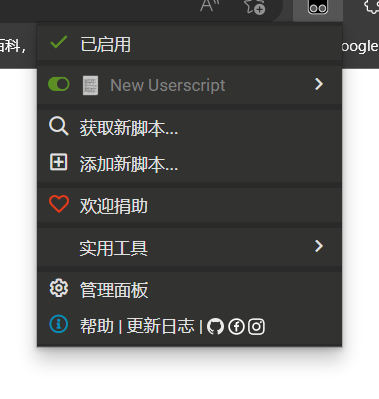 百科,
oogle
已启用
New Userscript
获取新脚本...
添加新脚本...
欢迎捐助
实用工具
管理面板
帮助 | 更新日志 |